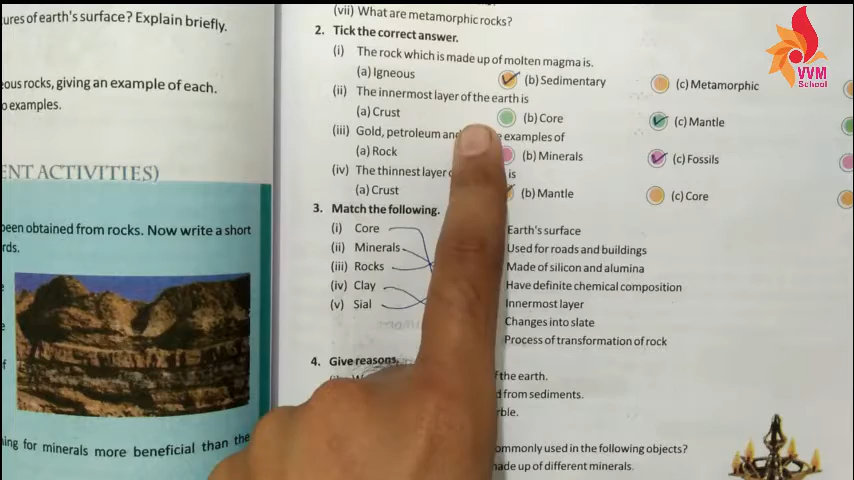 ures of earth's surface? Explain briefly.
ous rocks, giving an example of each.
o examples.
ENT ACTIVITIES)
been obtained from rocks. Now write a short
rds.
ing for minerals more beneficial than the
(vii) What are metamorphic rocks?
2. Tick the correct answer.
(i) The rock which is made up of molten magma is.
(a) Igneous (b) Sedimentary (c) Metamorphic
(ii) The innermost layer of the earth is
(a) Crust (b) Core (c) Mantle
(iii) Gold, petroleum and examples of
(a) Rock (b) Minerals (c) Fossils
(iv) The thinnest layer is
(a) Crust (b) Mantle (c) Core
3. Match the following.
(i) Core Earth's surface
(ii) Minerals Used for roads and buildings
(iii) Rocks Made of silicon and alumina
(iv) Clay Have definite chemical composition
(v) Sial Innermost layer
Changes into slate
Process of transformation of rock
4. Give reasons.
f the earth.
from sediments.
ommonly used in the following objects?
ade up of different minerals.
VVM
School